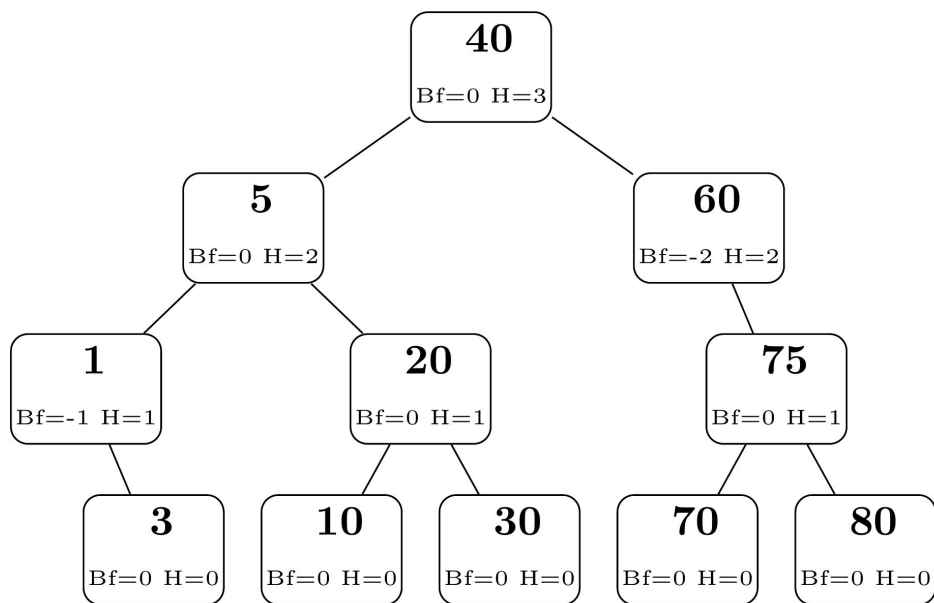 40
Bf=0 H=3
5
Bf=0 H=2
60
Bf=-2 H=2
1
Bf=-1 H=1
20
Bf=0 H=1
75
Bf=0 H=1
3
Bf=0 H=0
10
Bf=0 H=0
30
Bf=0 H=0
70
Bf=0 H=0
80
Bf=0 H=0